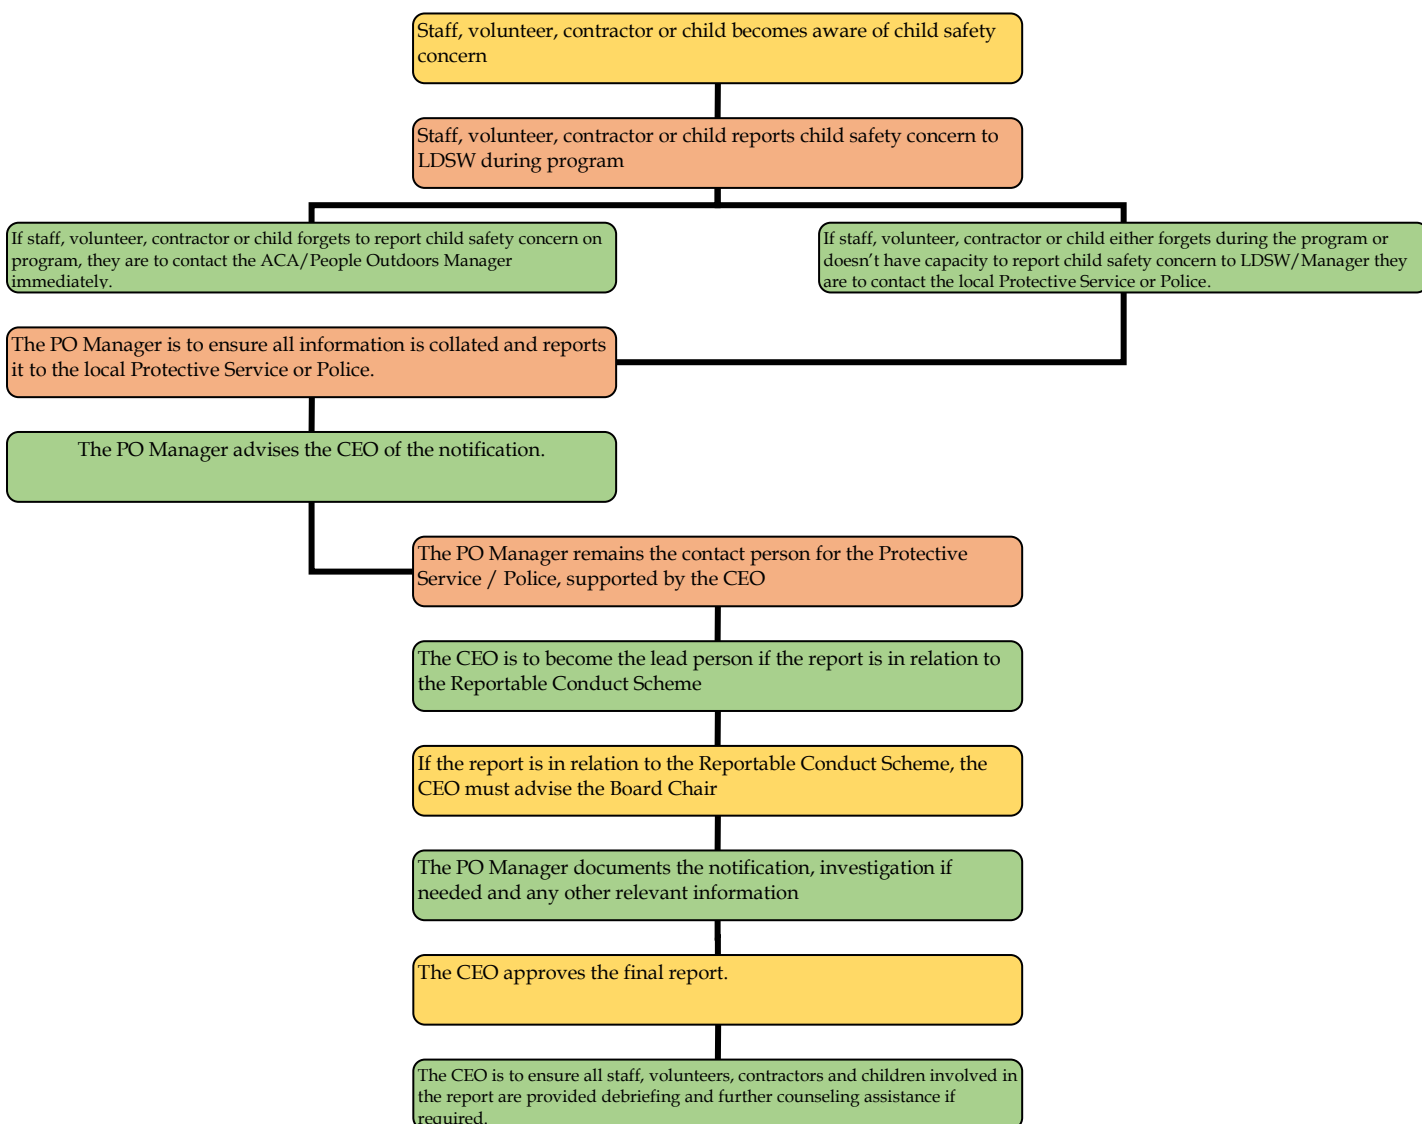 Staff, volunteer, contractor or child becomes aware of child safety
concern
Staff, volunteer, contractor or child reports child safety concern to
LDSW during program
If staff, volunteer, contractor or child forgets to report child safety concern on
program, they are to contact the ACA/People Outdoors Manager
immediately.
If staff, volunteer, contractor or child either forgets during the program or
doesn’t have capacity to report child safety concern to LDSW/Manager they
are to contact the local Protective Service or Police.
The PO Manager is to ensure all information is collated and reports
it to the local Protective Service or Police.
The PO Manager advises the CEO of the notification.
The PO Manager remains the contact person for the Protective
Service / Police, supported by the CEO
The CEO is to become the lead person if the report is in relation to
the Reportable Conduct Scheme
If the report is in relation to the Reportable Conduct Scheme, the
CEO must advise the Board Chair
The PO Manager documents the notification, investigation if
needed and any other relevant information
The CEO approves the final report.
The CEO is to ensure all staff, volunteers, contractors and children involved in
the report are provided debriefing and further counseling assistance if
required.